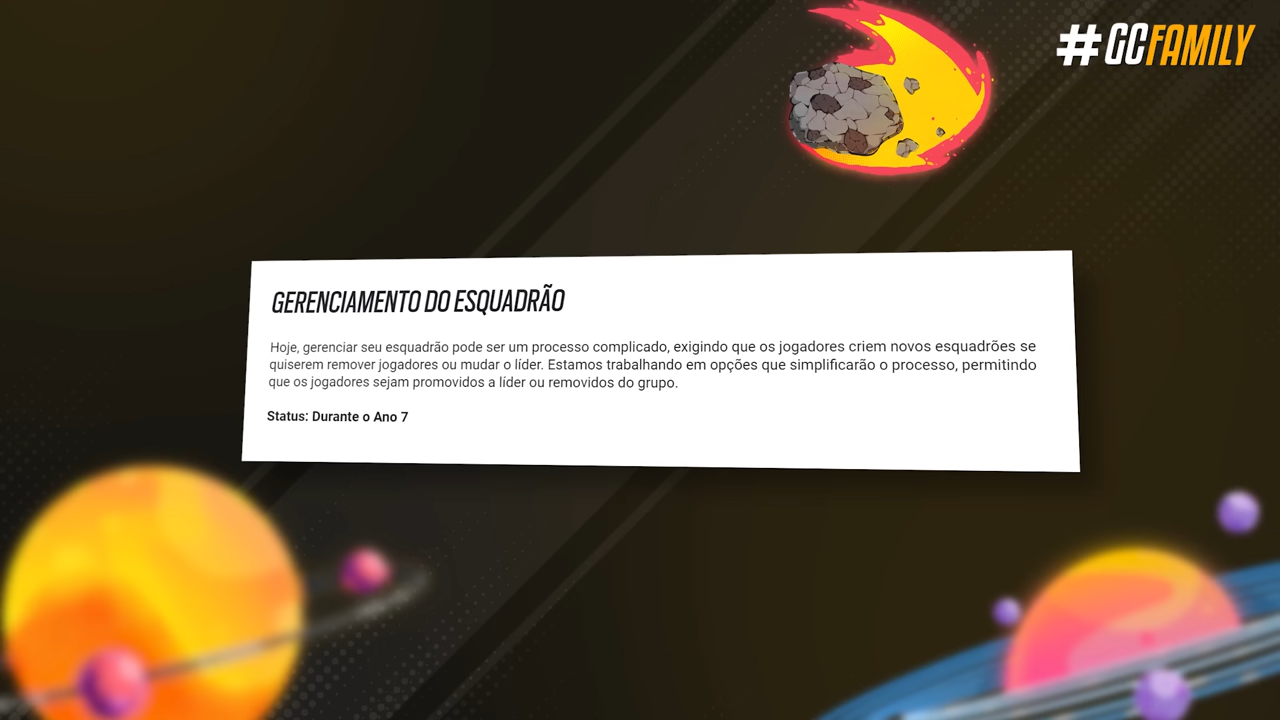 #GCFAMILY
GERENCIAMENTO DO ESQUADRÃO
Hoje, gerenciar seu esquadrão pode ser um processo complicado, exigindo que os jogadores criem novos esquadrões se
quiserem remover jogadores ou mudar o líder. Estamos trabalhando em opções que simplificarão o processo, permitindo
que os jogadores sejam promovidos a líder ou removidos do grupo.
Status: Durante o Ano 7